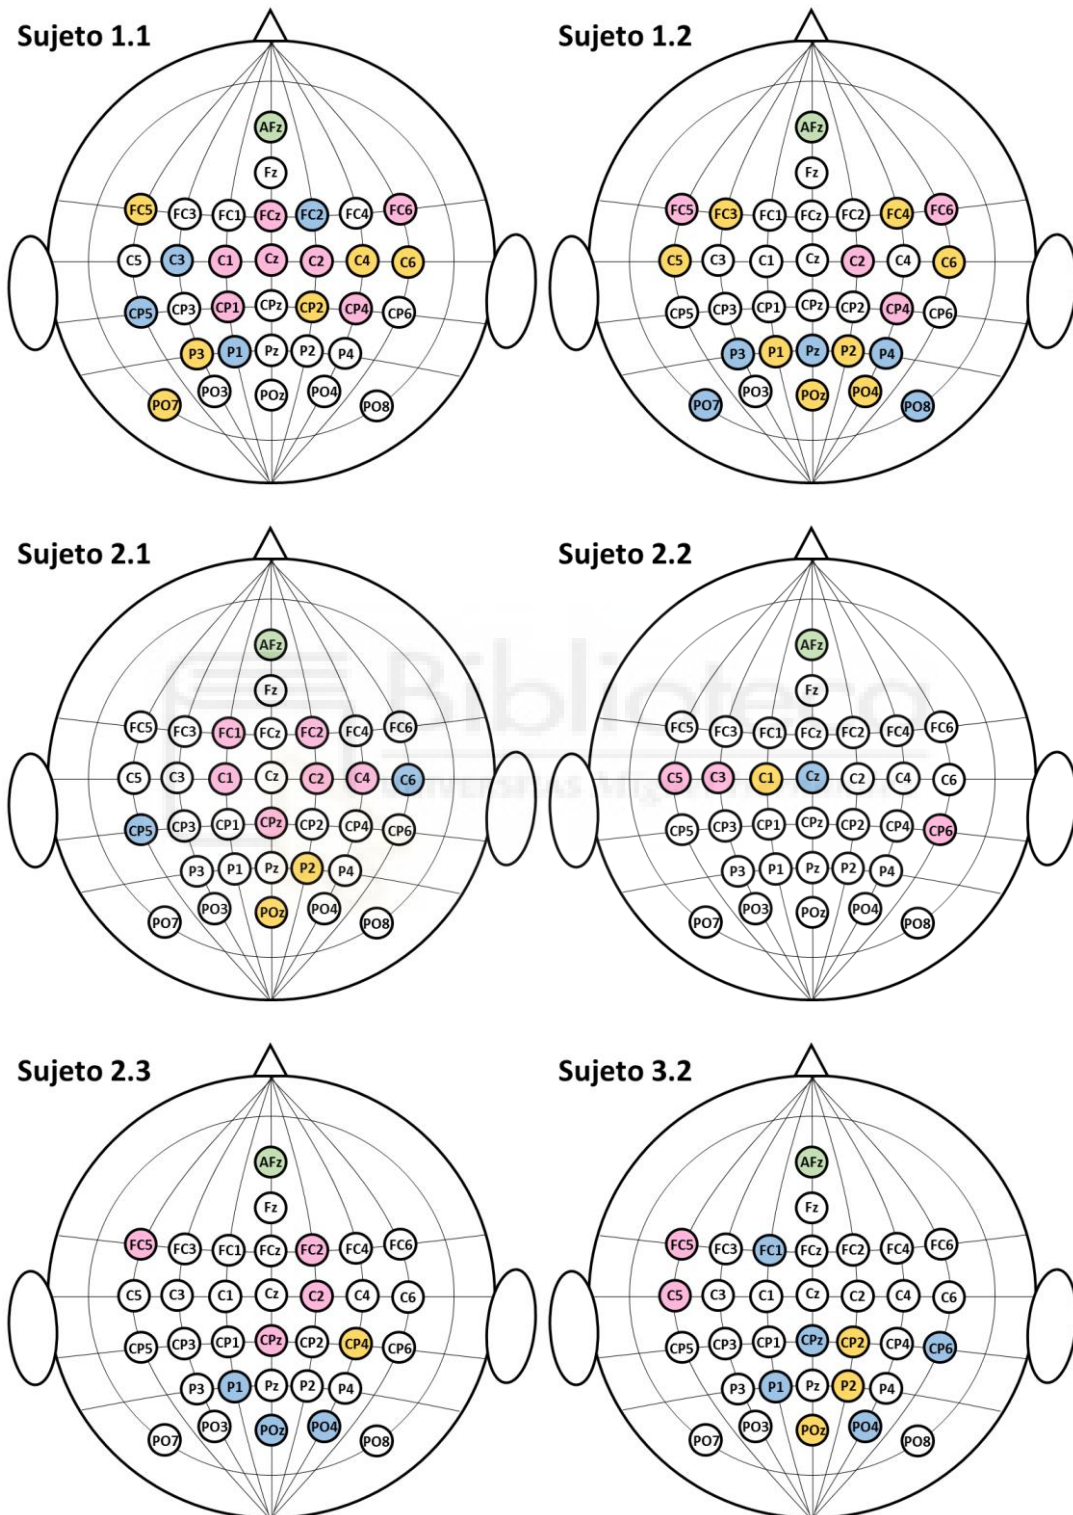 Sujeto 1.1 Sujeto 1.2
AFz AFz
Fz Fz
FC5 FC3 FC1 FCz FC2 FC4 FC6 FC5 FC3 FC1 FCz FC2 FC4 FC6
C5 C3 C1 Cz C2 C4 C6 C5 C3 C1 Cz C2 C4 C6
CP5 CP3 CP1 CPz CP2 CP4 CP6 CP5 CP3 CP1 CPz CP2 CP4 CP6
P3 P1 Pz P2 P4 P3 P1 Pz P2 P4
PO7 PO3 POz PO4 PO8 PO7 PO3 POz PO4 PO8
Sujeto 2.1 Sujeto 2.2
AFz AFz
Biblioteca
Fz Fz
FC5 FC3 FC1 FCz FC2 FC4 FC6 FC5 FC3 FC1 FCz FC2 FC4 FC6
C5 C3 C1 Cz C2 C4 C6 C5 C3 C1 Cz C2 C4 C6
UNIVERSITAS Miguel
CP5 CP3 CP1 CPz CP2 CP4 CP6 CP5 CP3 CP1 CPz CP2 CP4 CP6
P3 P1 Pz P2 P4 P3 P1 Pz P2 P4
PO7 PO3 POz PO4 PO8 PO7 PO3 POz PO4 PO8
Sujeto 2.3 Sujeto 3.2
AFz AFz
Fz Fz
FC5 FC3 FC1 FCz FC2 FC4 FC6 FC5 FC3 FC1 FCz FC2 FC4 FC6
C5 C3 C1 Cz C2 C4 C6 C5 C3 C1 Cz C2 C4 C6
CP5 CP3 CP1 CPz CP2 CP4 CP6 CP5 CP3 CP1 CPz CP2 CP4 CP6
P3 P1 Pz P2 P4 P3 P1 Pz P2 P4
PO7 PO3 POz PO4 PO8 PO7 PO3 POz PO4 PO8